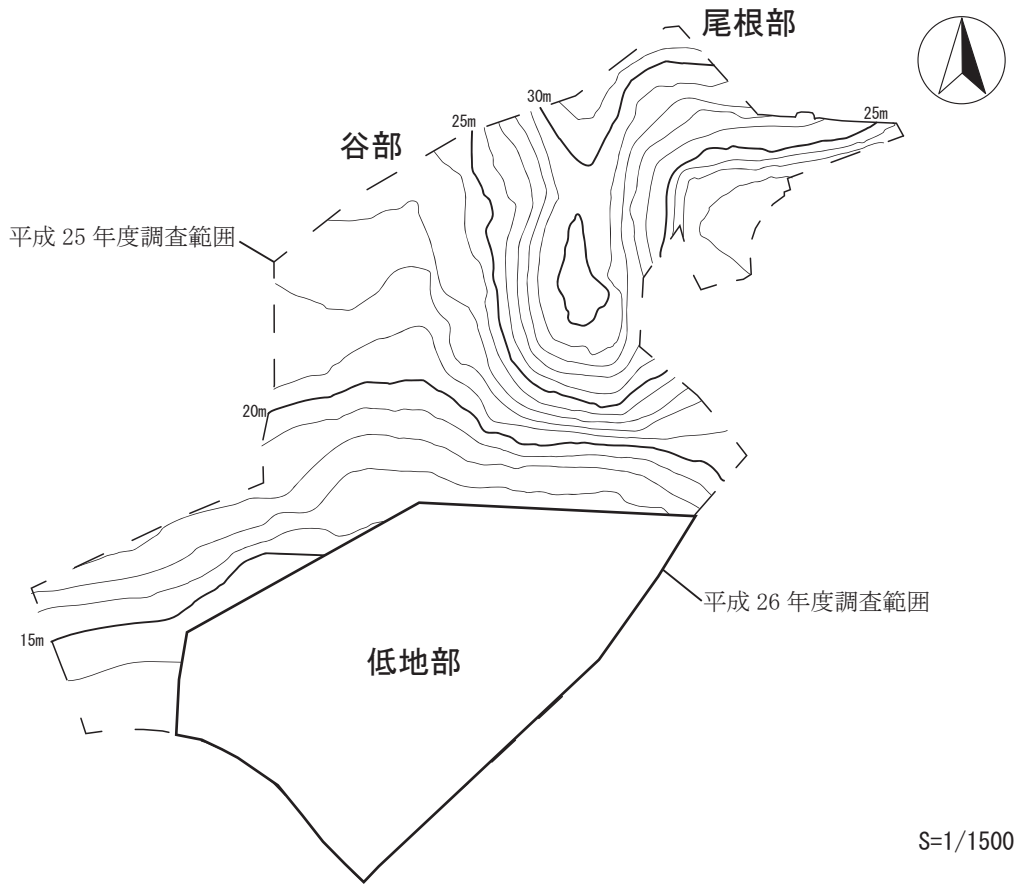 尾根部
30m
25m
25m
谷部
平成 25 年度調査範囲
20m
平成 26 年度調査範囲
15m
低地部
S=1/1500